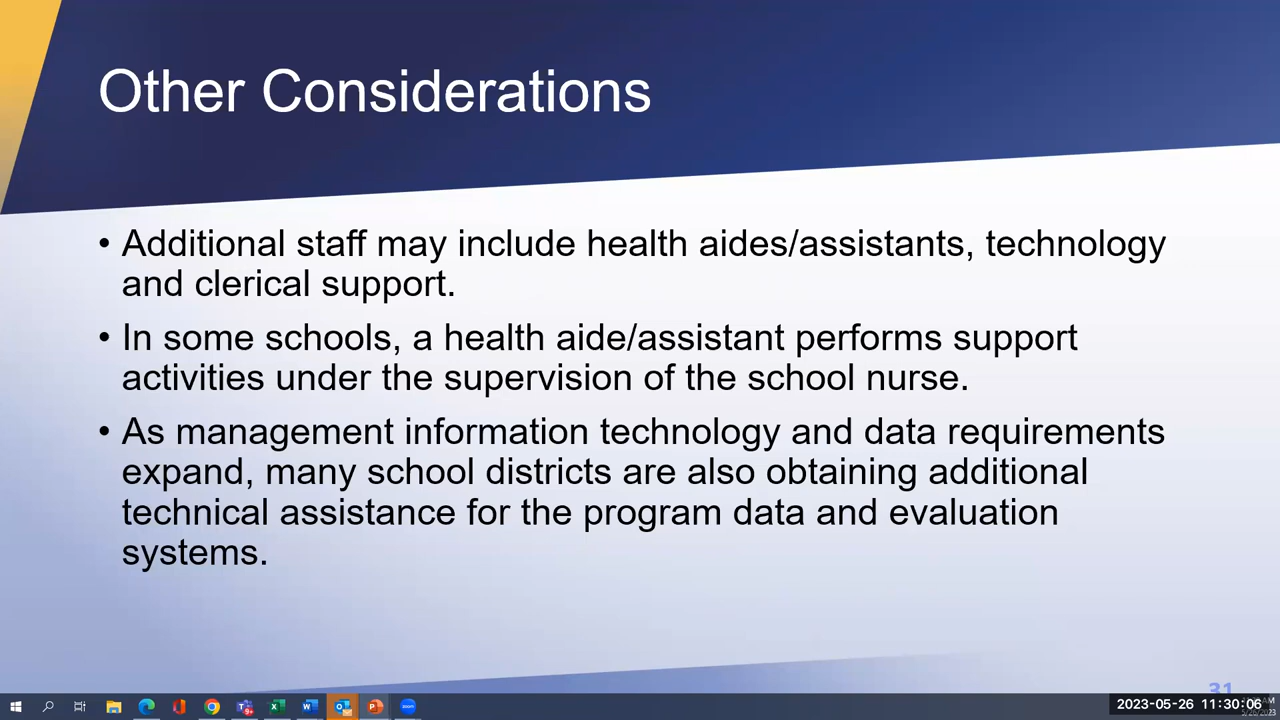 Other Considerations
• Additional staff may include health aides/assistants, technology
and clerical support.
• In some schools, a health aide/assistant performs support
activities under the supervision of the school nurse.
• As management information technology and data requirements
expand, many school districts are also obtaining additional
technical assistance for the program data and evaluation
systems.
31
2023-05-26 11:30:06
zoom